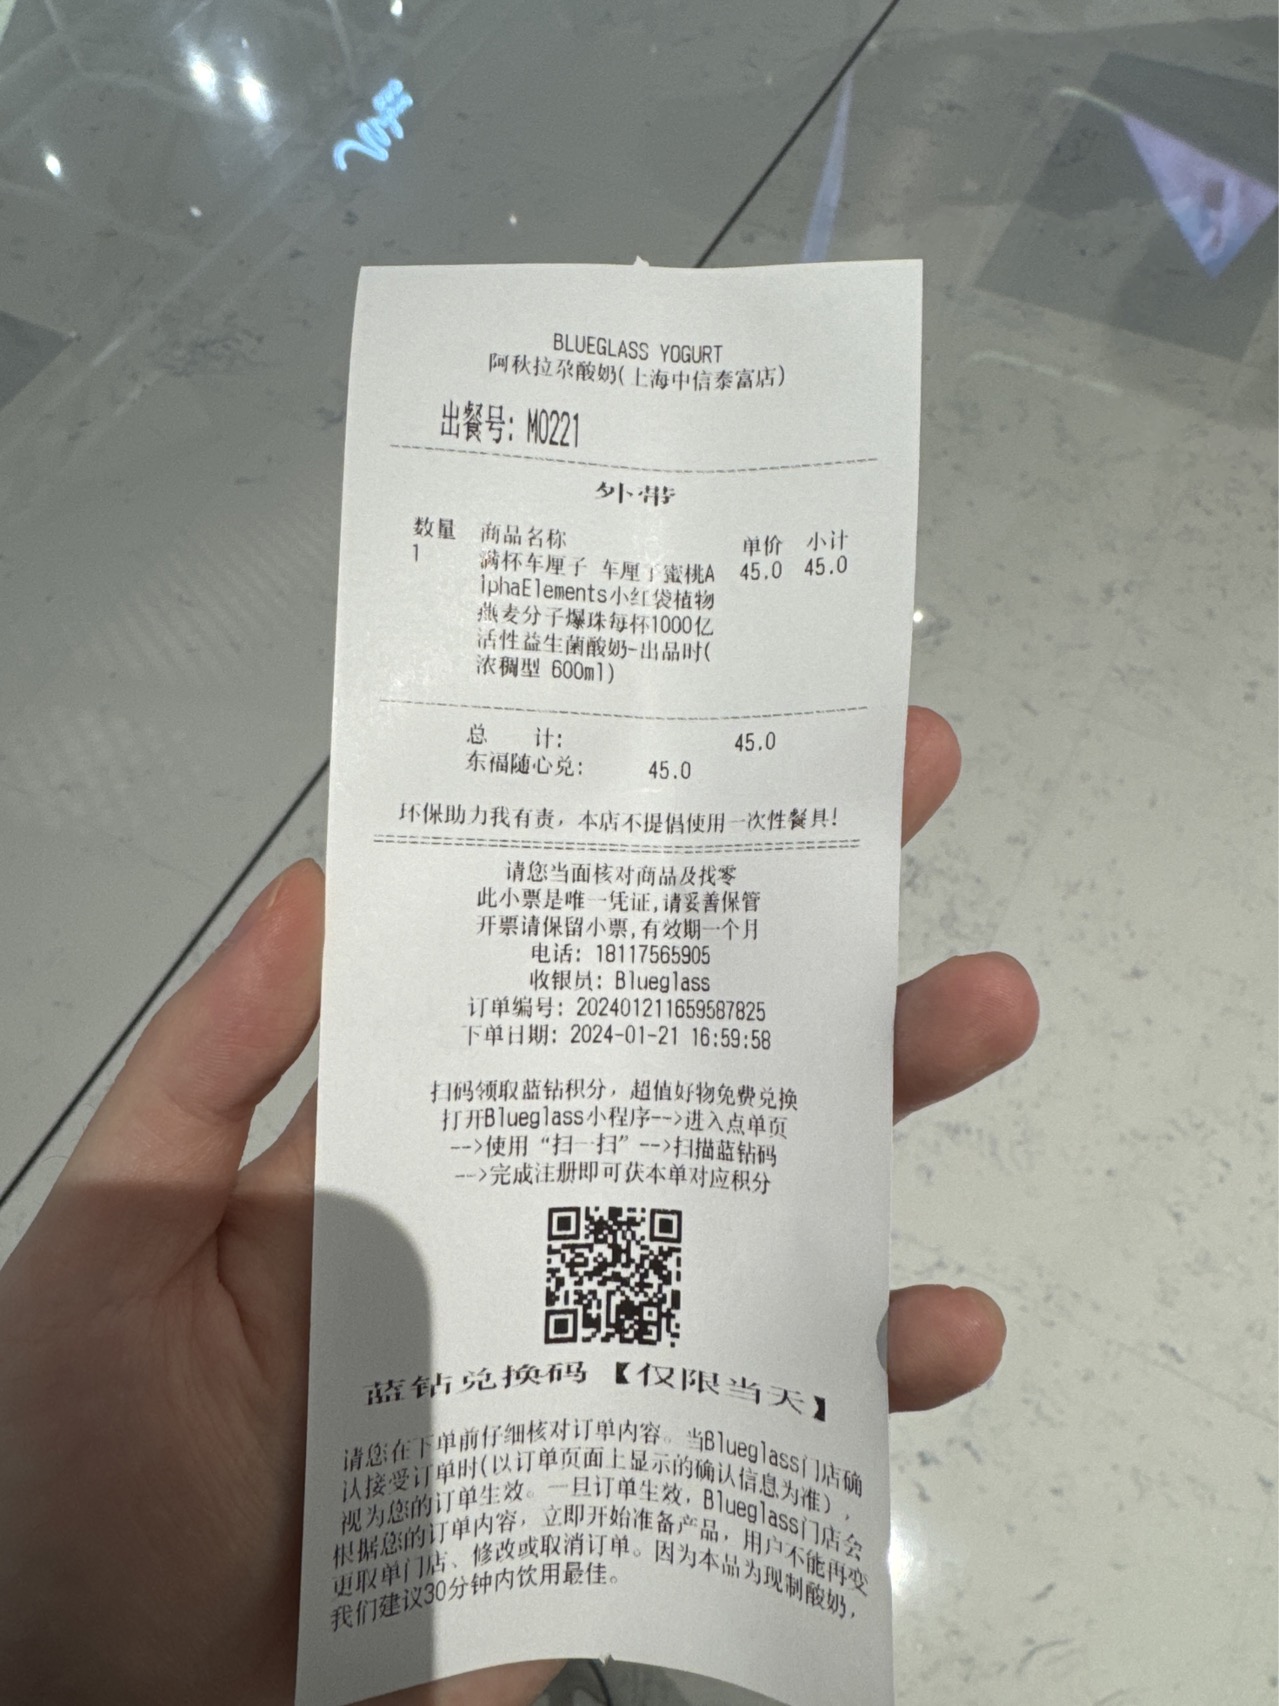 BLUEGLASS YOGURT
阿秋拉尕酸奶(上海中信泰富店)
出餐号: M0221
外带
数量 商品名称 单价 小计
1 满杯车厘子 车厘子蜜桃A 45.0 45.0
lphaElements小红袋植物
燕麦分子爆珠每杯1000亿
活性益生菌酸奶-出品时(
浓稠型 600ml)
总 计: 45.0
东福随心兑: 45.0
环保助力我有责, 本店不提倡使用一次性餐具!
请您当面核对商品及找零
此小票是唯一凭证,请妥善保管
开票请保留小票,有效期一个月
电话: 18117565905
收银员: Blueglass
订单编号: 202401211659587825
下单日期: 2024-01-21 16:59:58
扫码领取蓝钻积分, 超值好物免费兑换
打开Blueglass小程序-->进入点单页
-->使用“扫一扫”-->扫描蓝钻码
-->完成注册即可获本单对应积分
蓝钻兑换码【仅限当天】
请您在下单前仔细核对订单内容。当Blueglass门店确
认接受订单时(以订单页面上显示的确认信息为准),
视为您的订单生效。一旦订单生效, Blueglass门店会
根据您的订单内容, 立即开始准备产品, 用户不能再变
更取单门店、修改或取消订单。因为本品为现制酸奶,
我们建议30分钟内饮用最佳。